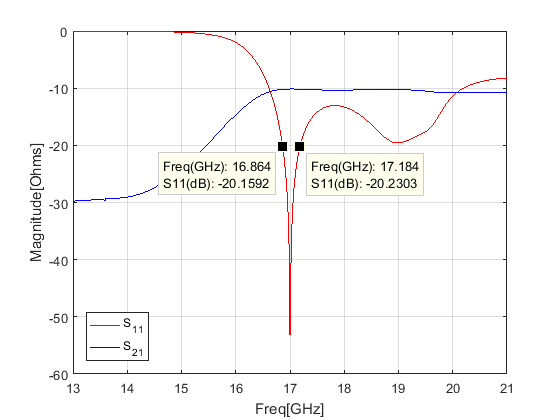 0
-10
-20
-30
-40
-50
-60
Magnitude[Ohms]
Freq(GHz): 16.864
S11(dB): -20.1592
Freq(GHz): 17.184
S11(dB): -20.2303
S11
S21
13
14
15
16
17
18
19
20
21
Freq[GHz]